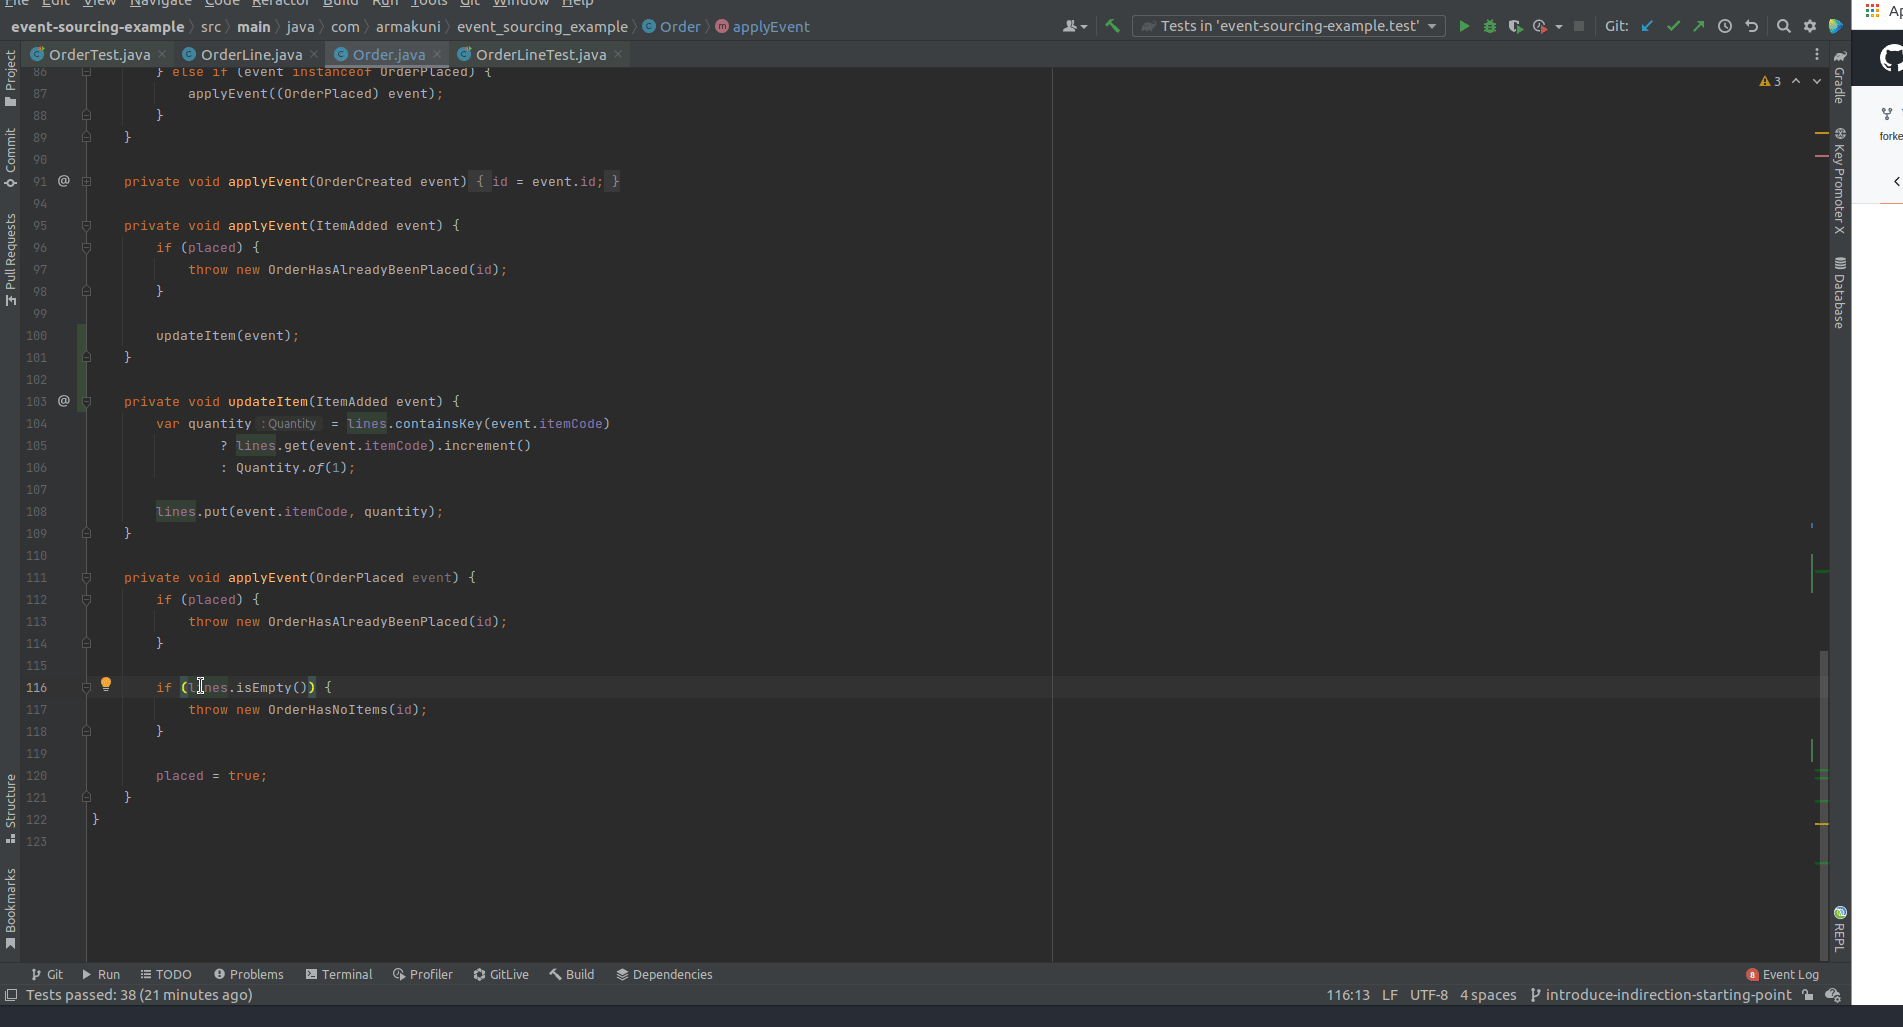 File Edit View Navigate Code Refactor Build Run Tools Git Window Help
event-sourcing-example src main java com armakuni event_sourcing_example Order applyEvent Tests in 'event-sourcing-example.test' Git:
OrderTest.java OrderLine.java Order.java OrderLineTest.java
86 } else if (event instanceof OrderPlaced) {
3
87 applyEvent((OrderPlaced) event);
88 }
89 }
90
91 @ private void applyEvent(OrderCreated event) { id = event.id; }
94
95 private void applyEvent(ItemAdded event) {
96 if (placed) {
97 throw new OrderHasAlreadyBeenPlaced(id);
98 }
99
100 updateItem(event);
101 }
102
103 @ private void updateItem(ItemAdded event) {
104 var quantity : Quantity = lines.containsKey(event.itemCode)
105 ? lines.get(event.itemCode).increment()
106 : Quantity.of(1);
107
108 lines.put(event.itemCode, quantity);
109 }
110
111 private void applyEvent(OrderPlaced event) {
112 if (placed) {
113 throw new OrderHasAlreadyBeenPlaced(id);
114 }
115
116 if (lines.isEmpty()) {
117 throw new OrderHasNoItems(id);
118 }
119
120 placed = true;
121 }
122 }
123
Project
Commit
Pull Requests
Structure
Bookmarks
Gradle
Key Promoter X
Database
REPL
Git Run TODO Problems Terminal Profiler GitLive Build Dependencies 8 Event Log
Tests passed: 38 (21 minutes ago) 116:13 LF UTF-8 4 spaces introduce-indirection-starting-point